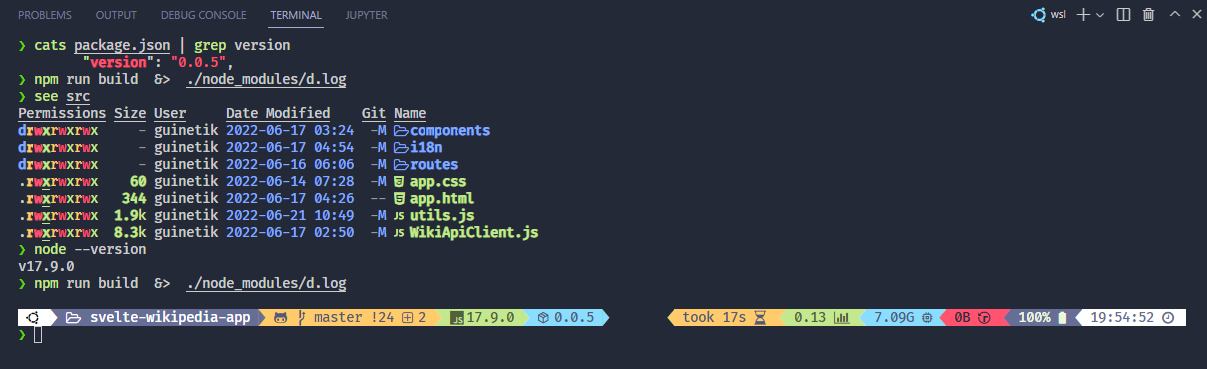 PROBLEMS OUTPUT DEBUG CONSOLE TERMINAL JUPYTER wsl
❯ cats package.json | grep version
"version": "0.0.5",
❯ npm run build &> ./node_modules/d.log
❯ see src
Permissions Size User Date Modified Git Name
drwxrwxrwx - guinetik 2022-06-17 03:24 -M components
drwxrwxrwx - guinetik 2022-06-17 04:54 -M i18n
drwxrwxrwx - guinetik 2022-06-16 06:06 -M routes
.rwxrwxrwx 60 guinetik 2022-06-14 07:28 -M app.css
.rwxrwxrwx 344 guinetik 2022-06-17 04:26 -- app.html
.rwxrwxrwx 1.9k guinetik 2022-06-21 10:49 -M JS utils.js
.rwxrwxrwx 8.3k guinetik 2022-06-17 02:50 -M JS WikiApiClient.js
❯ node --version
v17.9.0
❯ npm run build &> ./node_modules/d.log
svelte-wikipedia-app master !24 2 JS 17.9.0 0.0.5 took 17s 0.13 7.09G 0B 100% 19:54:52
❯